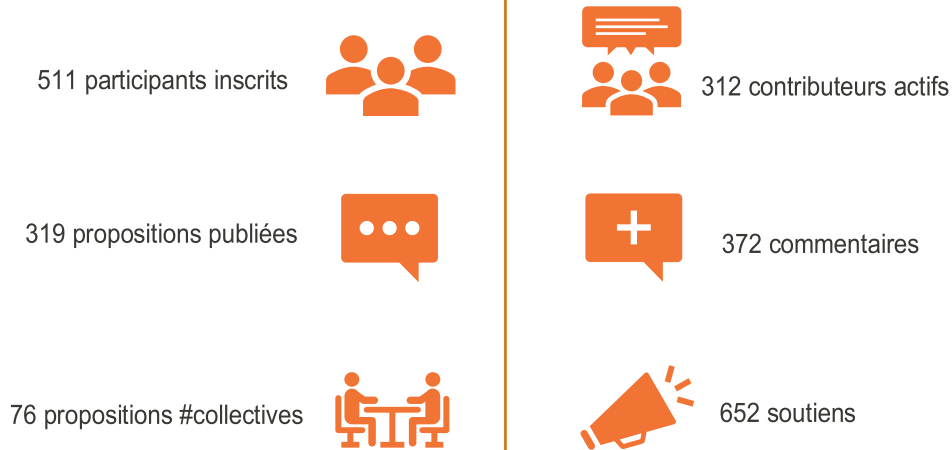 511 participants inscrits
312 contributeurs actifs
319 propositions publiées
372 commentaires
76 propositions #collectives
652 soutiens